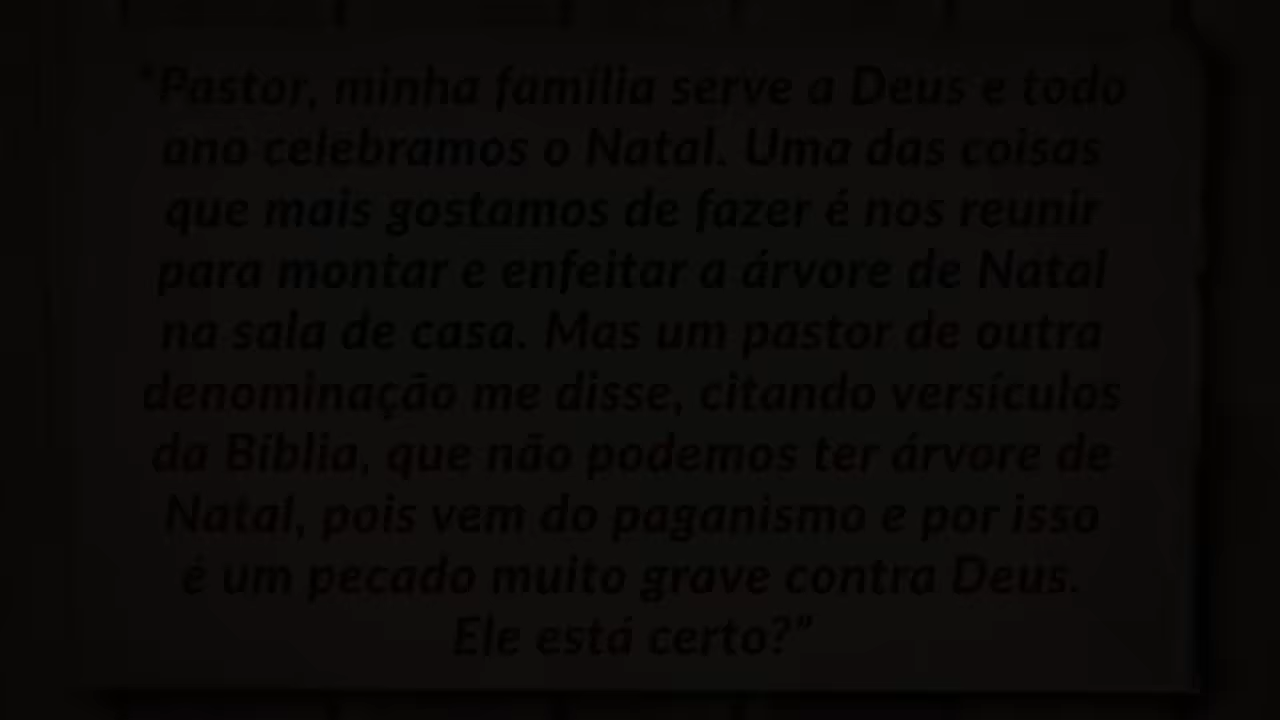 "Pastor, minha família serve a Deus e todo
ano celebramos o Natal. Uma das coisas
que mais gostamos de fazer é nos reunir
para montar e enfeitar a árvore de Natal
na sala de casa. Mas um pastor de outra
denominação me disse, citando versículos
da Bíblia, que não podemos ter árvore de
Natal, pois vem do paganismo e por isso
é um pecado muito grave contra Deus.
Ele está certo?”